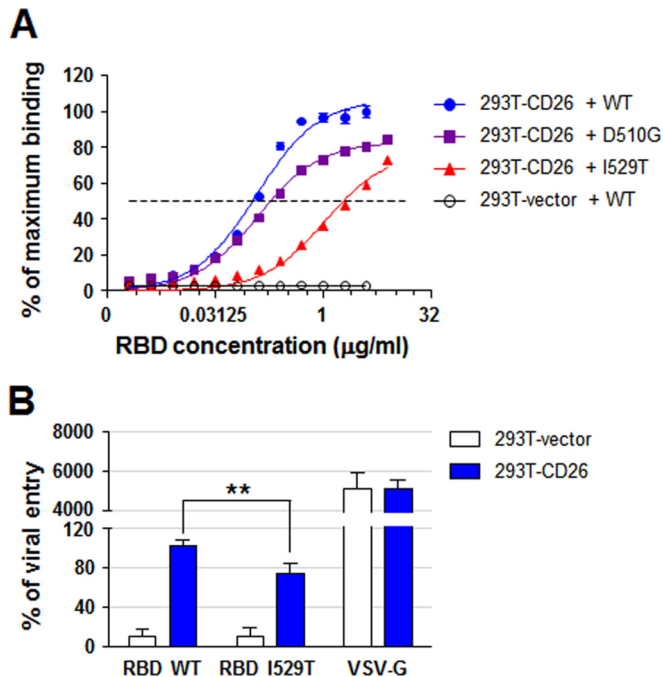 A
120
100
80
60
40
20
0
% of maximum binding
0 0.03125 1 32
RBD concentration (µg/ml)
293T-CD26 + WT
293T-CD26 + D510G
293T-CD26 + I529T
293T-vector + WT
B
8000
6000
4000
120
80
40
0
% of viral entry
**
RBD WT RBD I529T VSV-G
293T-vector
293T-CD26